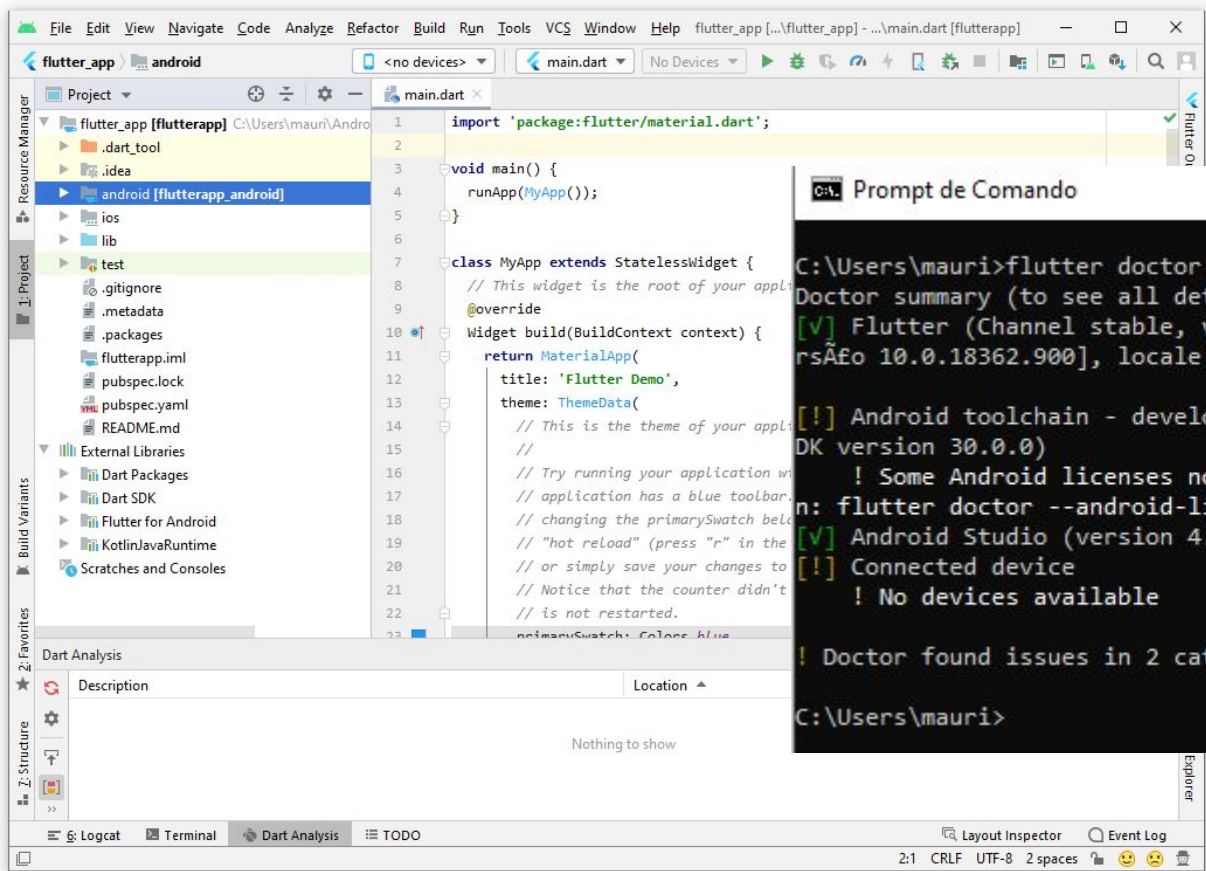 File Edit View Navigate Code Analyze Refactor Build Run Tools VCS Window Help flutter_app [...\flutter_app] - ...\main.dart [flutterapp]
flutter_app android <no devices> main.dart No Devices
Resource Manager
1: Project
Build Variants
2: Favorites
7: Structure
Project
flutter_app [flutterapp] C:\Users\mauri\Andro
.dart_tool
.idea
android [flutterapp_android]
ios
lib
test
.gitignore
.metadata
.packages
flutterapp.iml
pubspec.lock
pubspec.yaml
README.md
External Libraries
Dart Packages
Dart SDK
Flutter for Android
KotlinJavaRuntime
Scratches and Consoles
main.dart
1 import 'package:flutter/material.dart';
2
3 void main() {
4 runApp(MyApp());
5 }
6
7 class MyApp extends StatelessWidget {
8 // This widget is the root of your appl
9 @override
10 Widget build(BuildContext context) {
11 return MaterialApp(
12 title: 'Flutter Demo',
13 theme: ThemeData(
14 // This is the theme of your appl
15 //
16 // Try running your application w
17 // application has a blue toolbar.
18 // changing the primarySwatch bel
19 // "hot reload" (press "r" in the
20 // or simply save your changes to
21 // Notice that the counter didn't
22 // is not restarted.
23 primarySwatch: Colors.blue
Flutter Ou
Explorer
Prompt de Comando
C:\Users\mauri>flutter doctor
Doctor summary (to see all det
[√] Flutter (Channel stable, v
rsÃ£o 10.0.18362.900], locale
[!] Android toolchain - develo
DK version 30.0.0)
! Some Android licenses no
n: flutter doctor --android-li
[√] Android Studio (version 4.
[!] Connected device
! No devices available
! Doctor found issues in 2 cat
C:\Users\mauri>
Dart Analysis
Description Location
Nothing to show
6: Logcat Terminal Dart Analysis TODO Layout Inspector Event Log
2:1 CRLF UTF-8 2 spaces